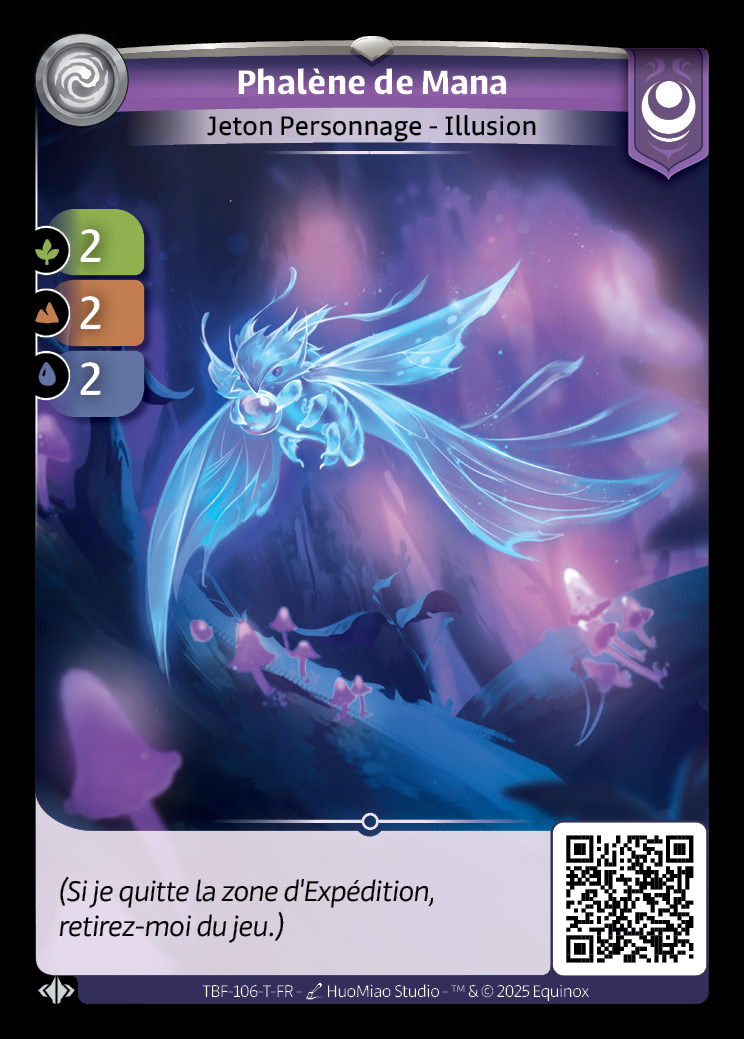 Phalène de Mana
Jeton Personnage - Illusion
2
2
2
(Si je quitte la zone d'Expédition,
retirez-moi du jeu.)
TBF-106-T-FR - HuoMiao Studio - ™ & © 2025 Equinox